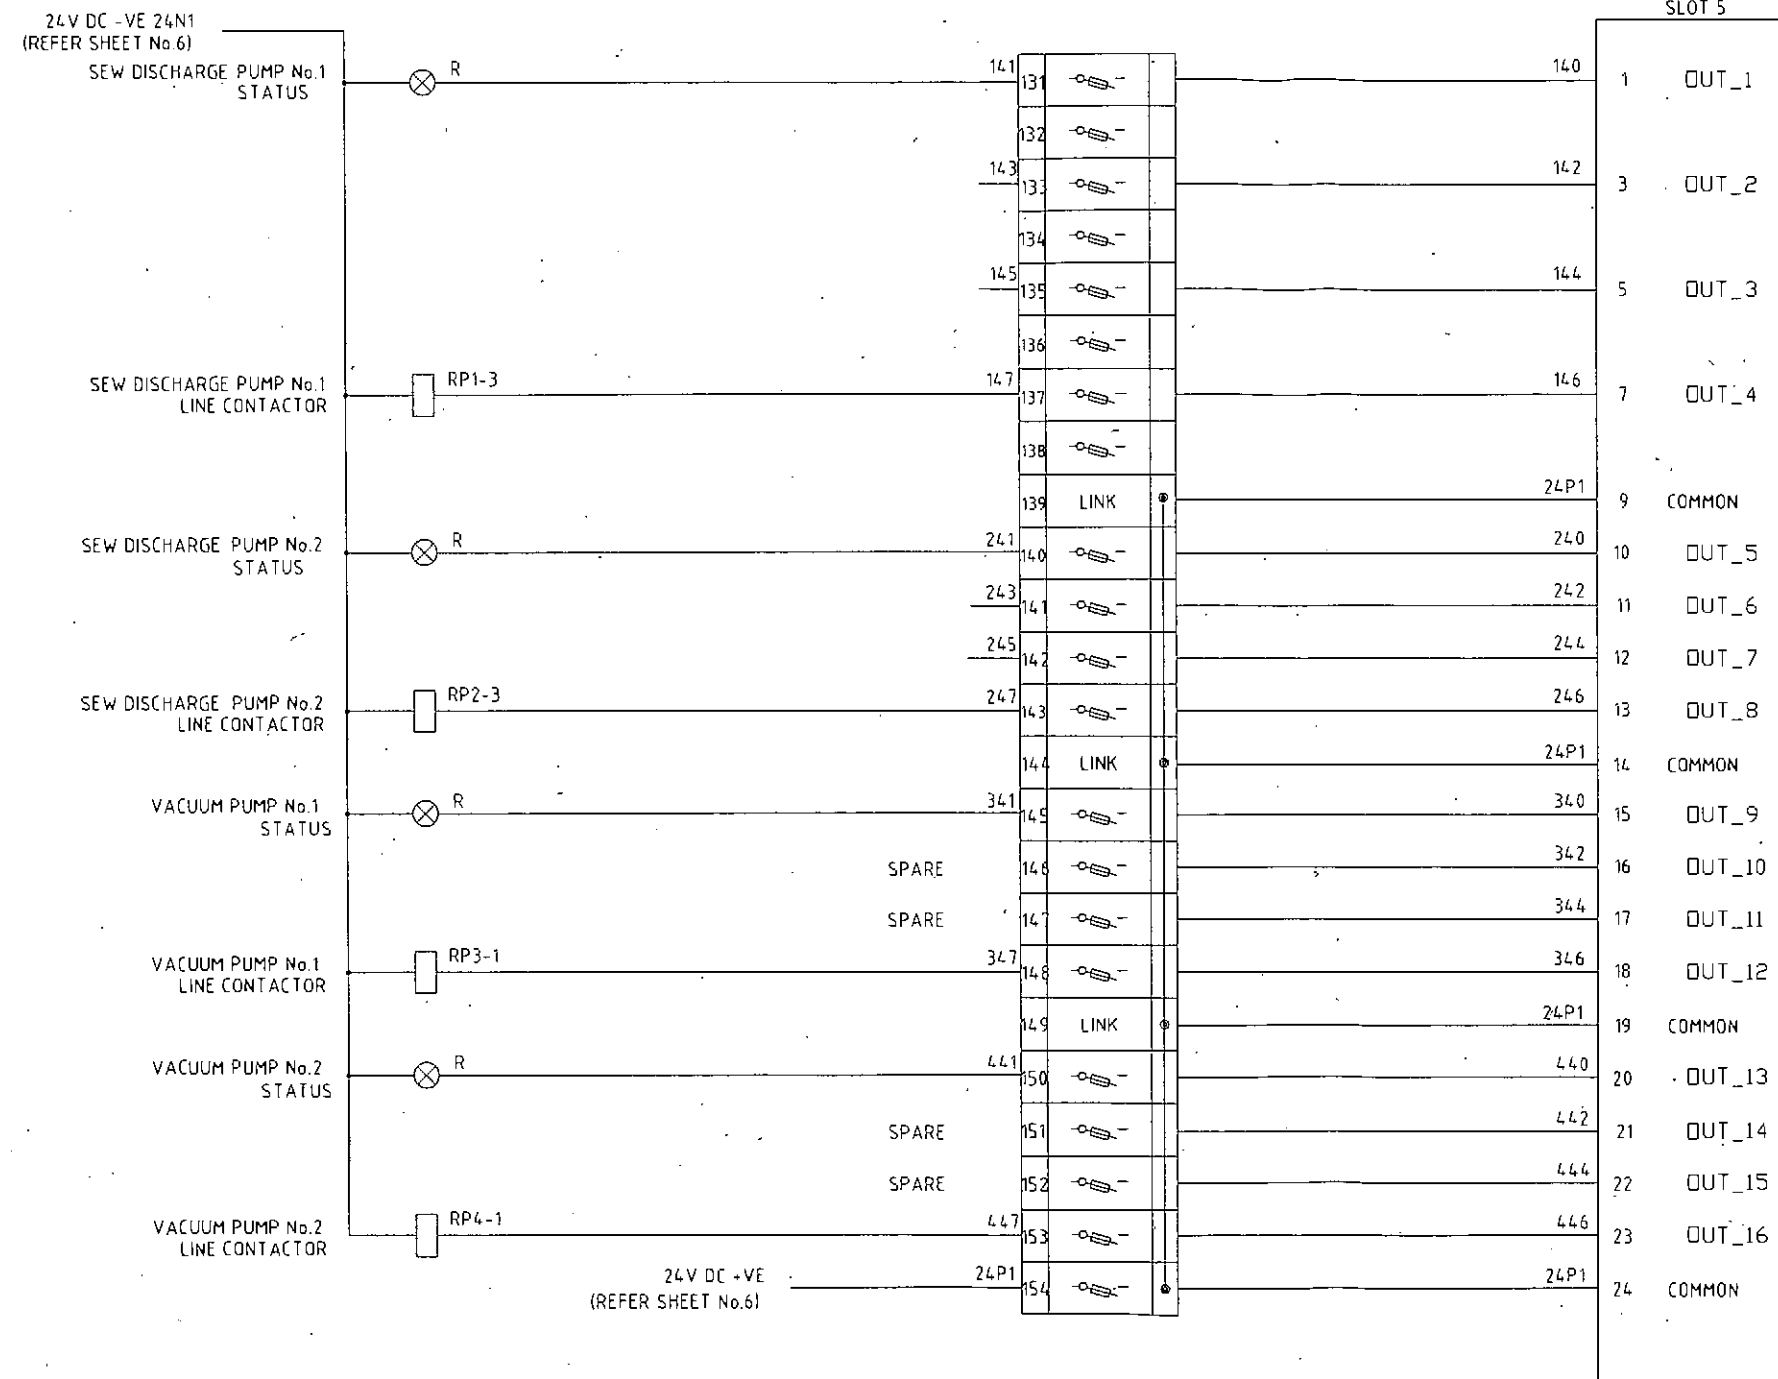 SLOT 5
24V DC -VE 24N1
(REFER SHEET No.6)
SEW DISCHARGE PUMP No.1
STATUS
R
141
131
140
1
OUT_1
132
143
133
142
3
OUT_2
134
145
135
144
5
OUT_3
136
SEW DISCHARGE PUMP No.1
LINE CONTACTOR
RP1-3
147
137
146
7
OUT_4
138
139
LINK
24P1
9
COMMON
SEW DISCHARGE PUMP No.2
STATUS
R
241
140
240
10
OUT_5
243
141
242
11
OUT_6
245
142
244
12
OUT_7
SEW DISCHARGE PUMP No.2
LINE CONTACTOR
RP2-3
247
143
246
13
OUT_8
144
LINK
24P1
14
COMMON
VACUUM PUMP No.1
STATUS
R
341
145
340
15
OUT_9
SPARE
146
342
16
OUT_10
SPARE
147
344
17
OUT_11
VACUUM PUMP No.1
LINE CONTACTOR
RP3-1
347
148
346
18
OUT_12
149
LINK
24P1
19
COMMON
VACUUM PUMP No.2
STATUS
R
441
150
440
20
OUT_13
SPARE
151
442
21
OUT_14
SPARE
152
444
22
OUT_15
VACUUM PUMP No.2
LINE CONTACTOR
RP4-1
447
153
446
23
OUT_16
24V DC +VE
(REFER SHEET No.6)
24P1
154
24P1
24
COMMON